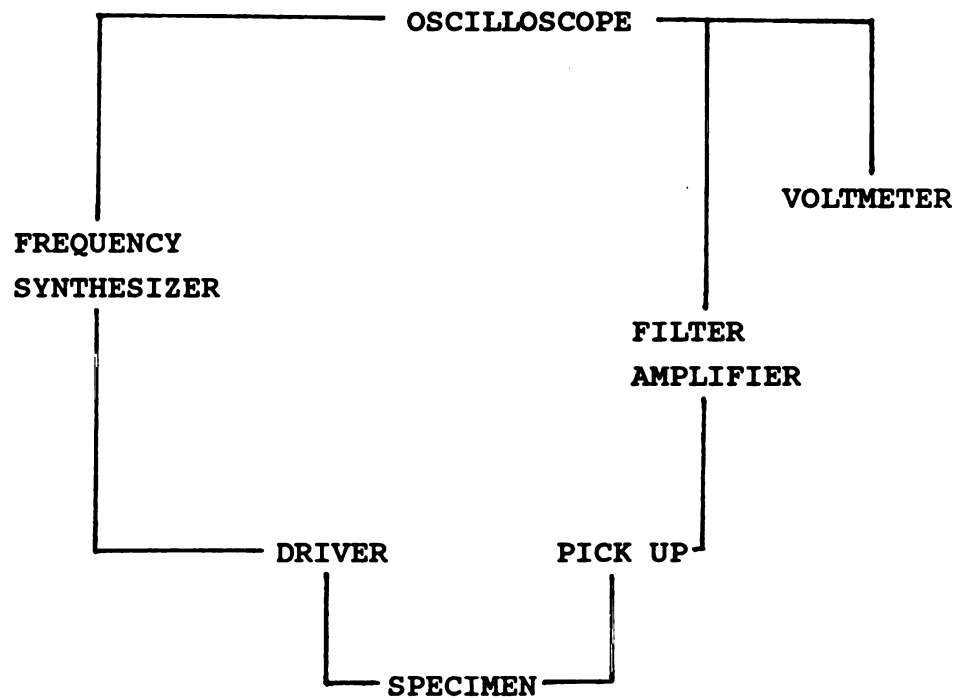 OSCILLOSCOPE
VOLTMETER
FREQUENCY
SYNTHESIZER
FILTER
AMPLIFIER
DRIVER
PICK UP
SPECIMEN